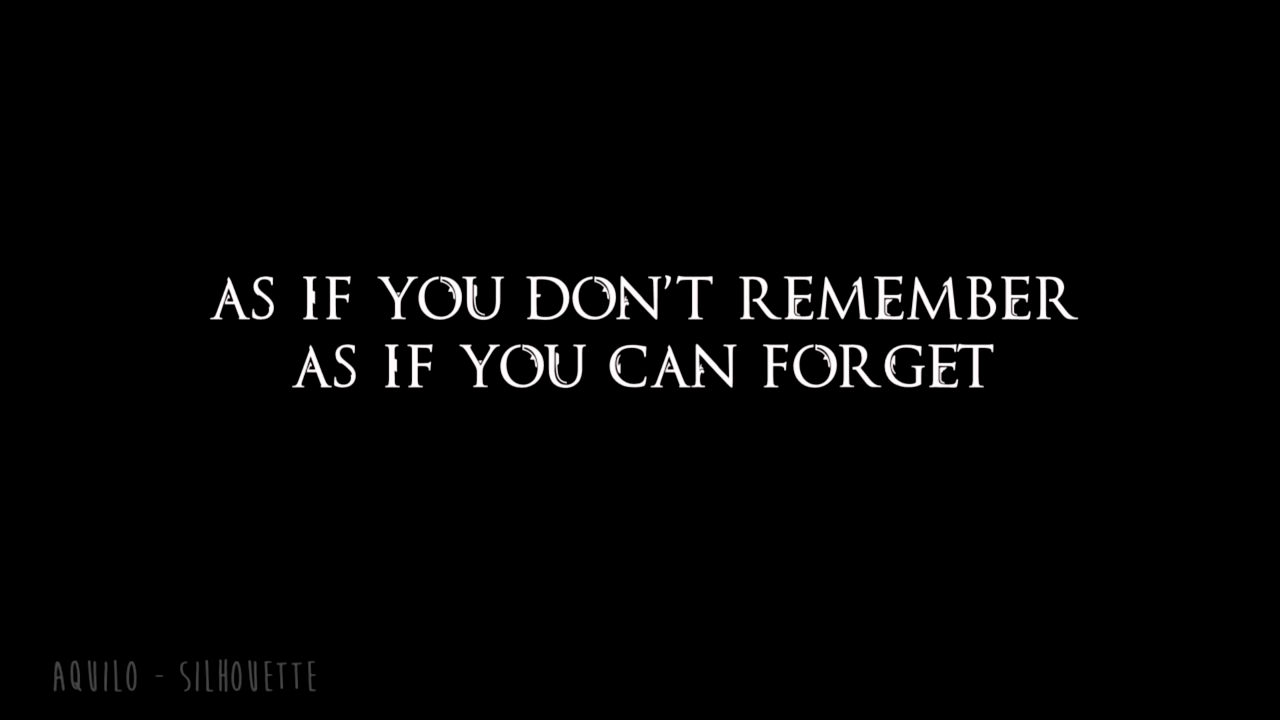 AS IF YOU DON'T REMEMBER
AS IF YOU CAN FORGET
AQUILO - SILHOUETTE